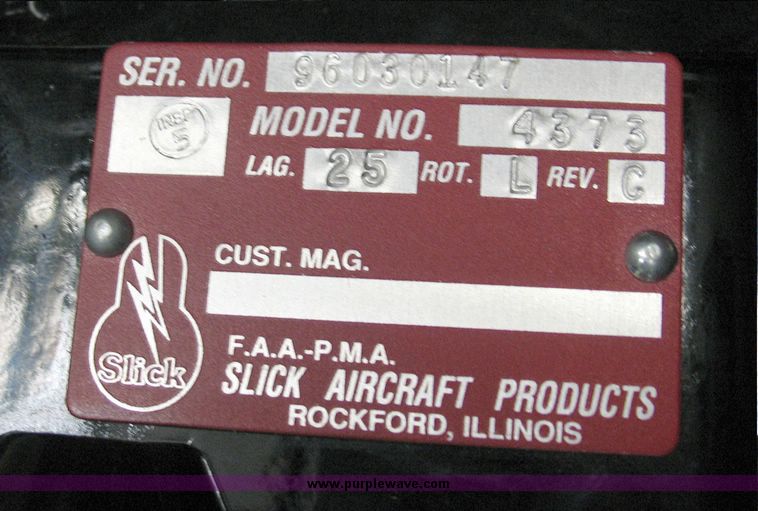 SER. NO. 96030147
INSP 5
MODEL NO. 4373
LAG. 25 ROT. L REV. C
CUST. MAG.
Slick
F.A.A.-P.M.A.
SLICK AIRCRAFT PRODUCTS
ROCKFORD, ILLINOIS
www.purplewave.com